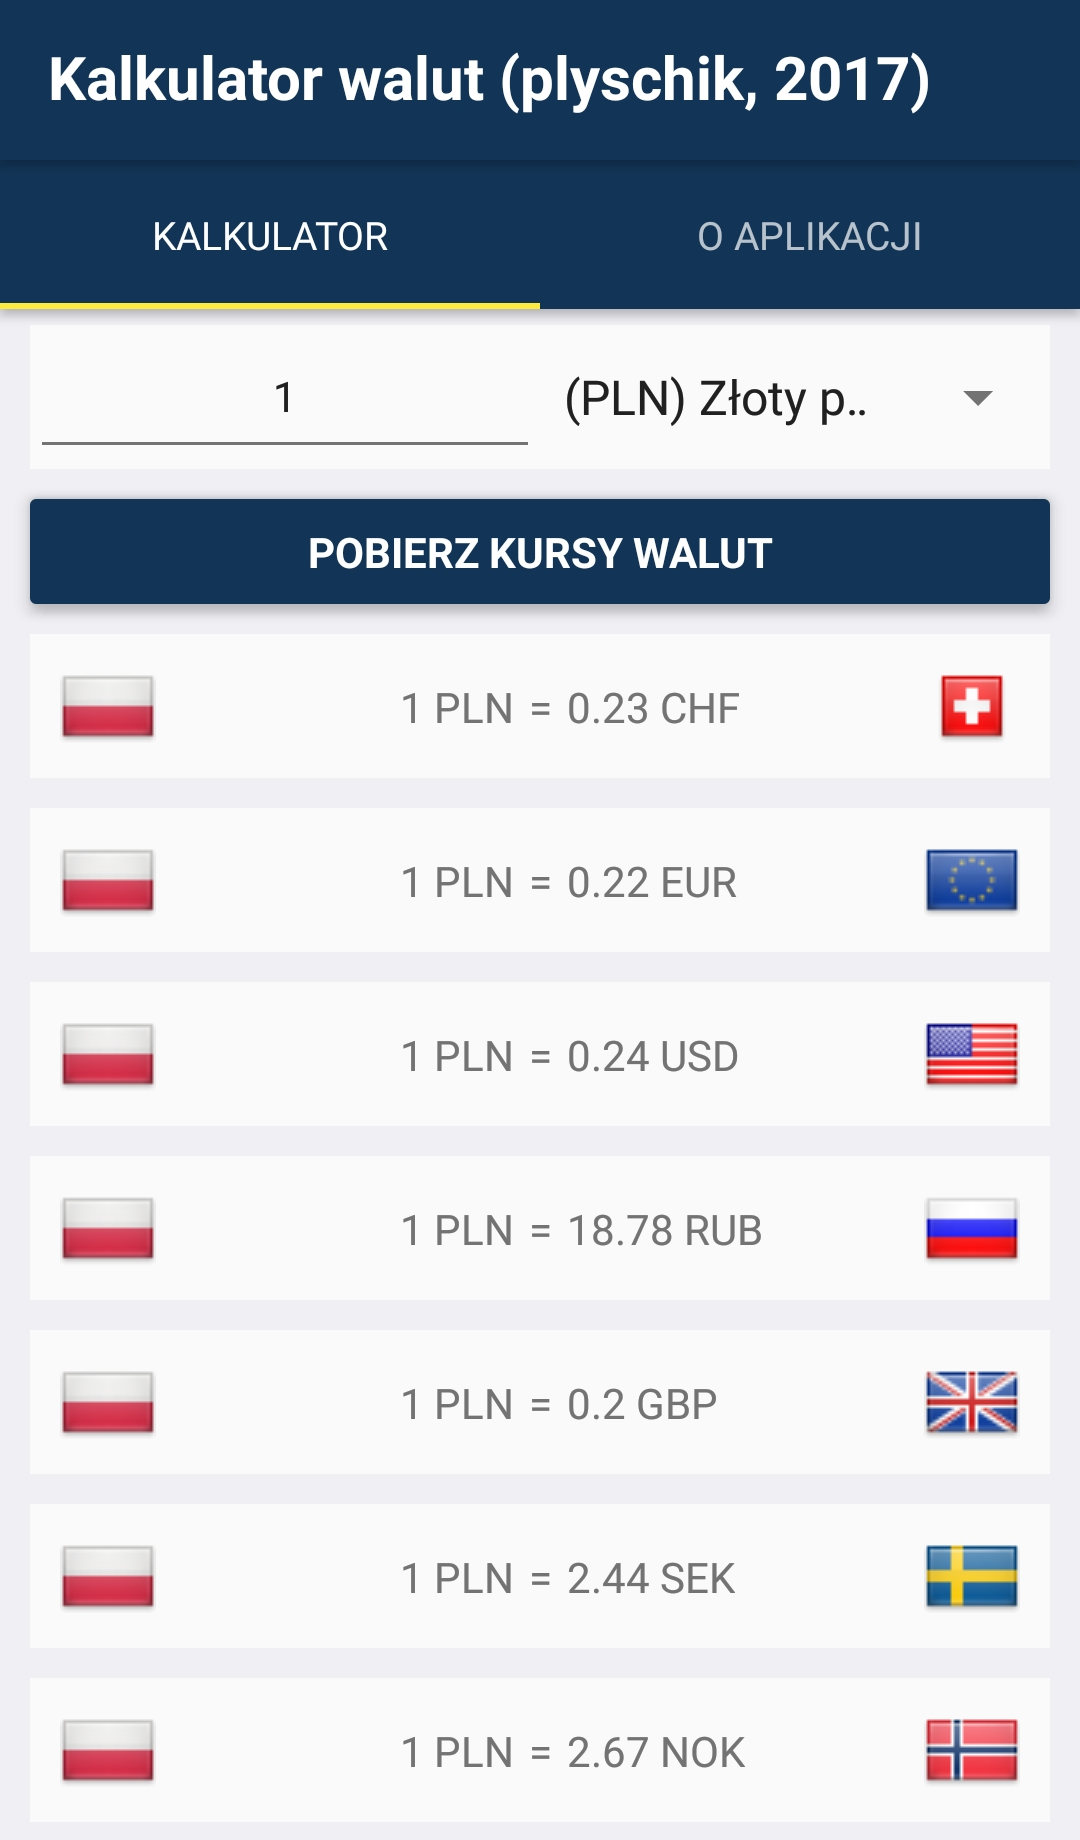 Kalkulator walut (plyschik, 2017)
KALKULATOR O APLIKACJI
1 (PLN) Złoty p..
POBIERZ KURSY WALUT
1 PLN = 0.23 CHF
1 PLN = 0.22 EUR
1 PLN = 0.24 USD
1 PLN = 18.78 RUB
1 PLN = 0.2 GBP
1 PLN = 2.44 SEK
1 PLN = 2.67 NOK